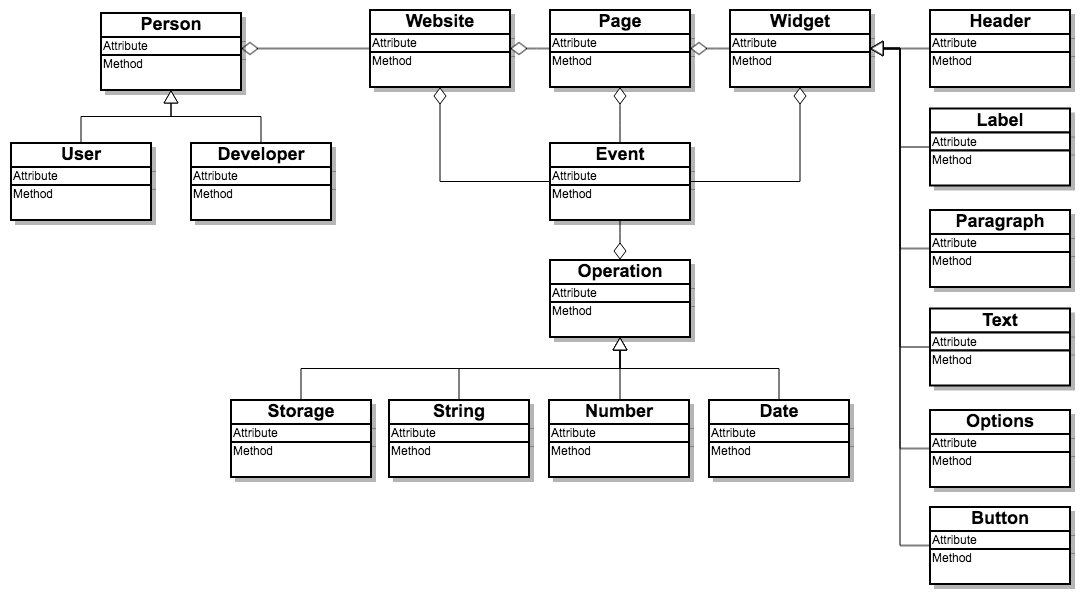 Person
Attribute
Method
Website
Attribute
Method
Page
Attribute
Method
Widget
Attribute
Method
Header
Attribute
Method
User
Attribute
Method
Developer
Attribute
Method
Event
Attribute
Method
Label
Attribute
Method
Paragraph
Attribute
Method
Operation
Attribute
Method
Text
Attribute
Method
Storage
Attribute
Method
String
Attribute
Method
Number
Attribute
Method
Date
Attribute
Method
Options
Attribute
Method
Button
Attribute
Method